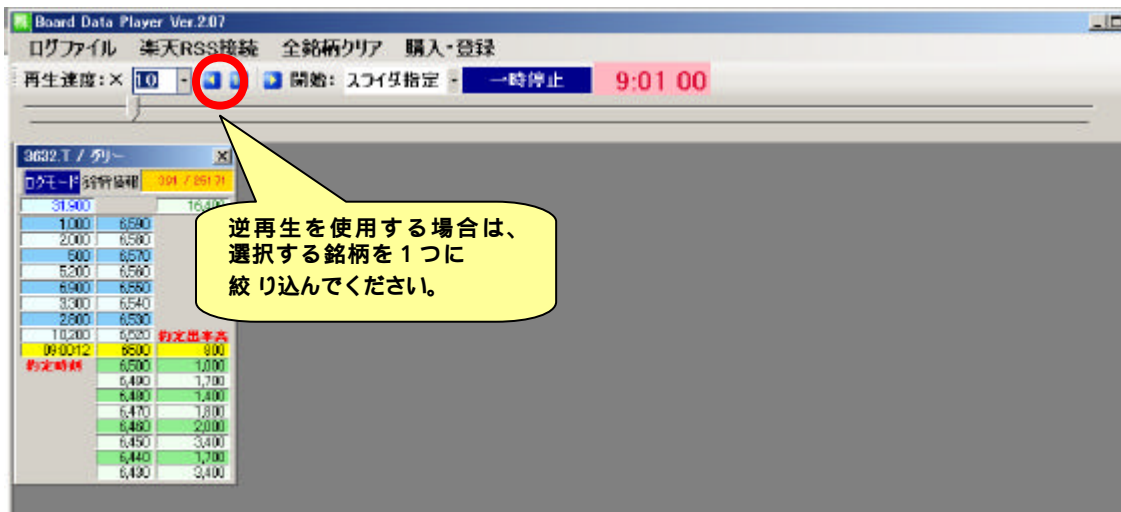 Board Data Player Ver.2.07
ログファイル 楽天RSS接続 全銘柄クリア 購入・登録
再生速度:× 1.0 開始: スライダ指定 一時停止 9:01 00
3632.T / グリー
ログモード 銘柄情報
31,900 16,400
1,000 6,590
2,000 6,580
500 6,570
5,200 6,560
6,900 6,550
3,300 6,540
2,800 6,530
10,200 6,520 約定出来高
09:00:12 6500 800
約定時刻 6,500 1,000
6,490 1,700
6,480 1,400
6,470 1,800
6,460 2,000
6,450 3,400
6,440 1,700
6,430 3,400
逆再生を使用する場合は、
選択する銘柄を1つに
絞り込んでください。